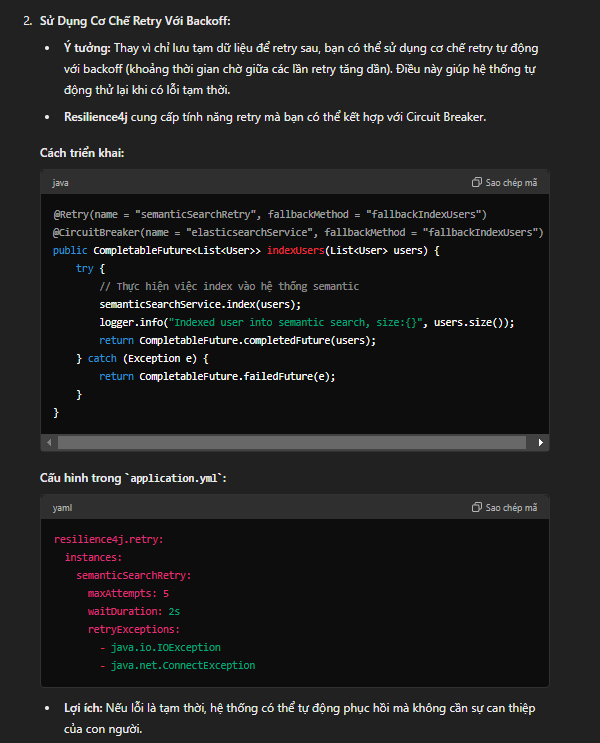 2. Sử Dụng Cơ Chế Retry Với Backoff:
• Ý tưởng: Thay vì chỉ lưu tạm dữ liệu để retry sau, bạn có thể sử dụng cơ chế retry tự động
với backoff (khoảng thời gian chờ giữa các lần retry tăng dần). Điều này giúp hệ thống tự
động thử lại khi có lỗi tạm thời.
• Resilience4j cung cấp tính năng retry mà bạn có thể kết hợp với Circuit Breaker.
Cách triển khai:
java Sao chép mã
@Retry(name = "semanticSearchRetry", fallbackMethod = "fallbackIndexUsers")
@CircuitBreaker(name = "elasticsearchService", fallbackMethod = "fallbackIndexUsers")
public CompletableFuture<List<User>> indexUsers(List<User> users) {
    try {
        // Thực hiện việc index vào hệ thống semantic
        semanticSearchService.index(users);
        logger.info("Indexed user into semantic search, size:{}", users.size());
        return CompletableFuture.completedFuture(users);
    } catch (Exception e) {
        return CompletableFuture.failedFuture(e);
    }
}
Cấu hình trong `application.yml`:
yaml Sao chép mã
resilience4j.retry:
  instances:
    semanticSearchRetry:
      maxAttempts: 5
      waitDuration: 2s
      retryExceptions:
        - java.io.IOException
        - java.net.ConnectException
• Lợi ích: Nếu lỗi là tạm thời, hệ thống có thể tự động phục hồi mà không cần sự can thiệp
của con người.